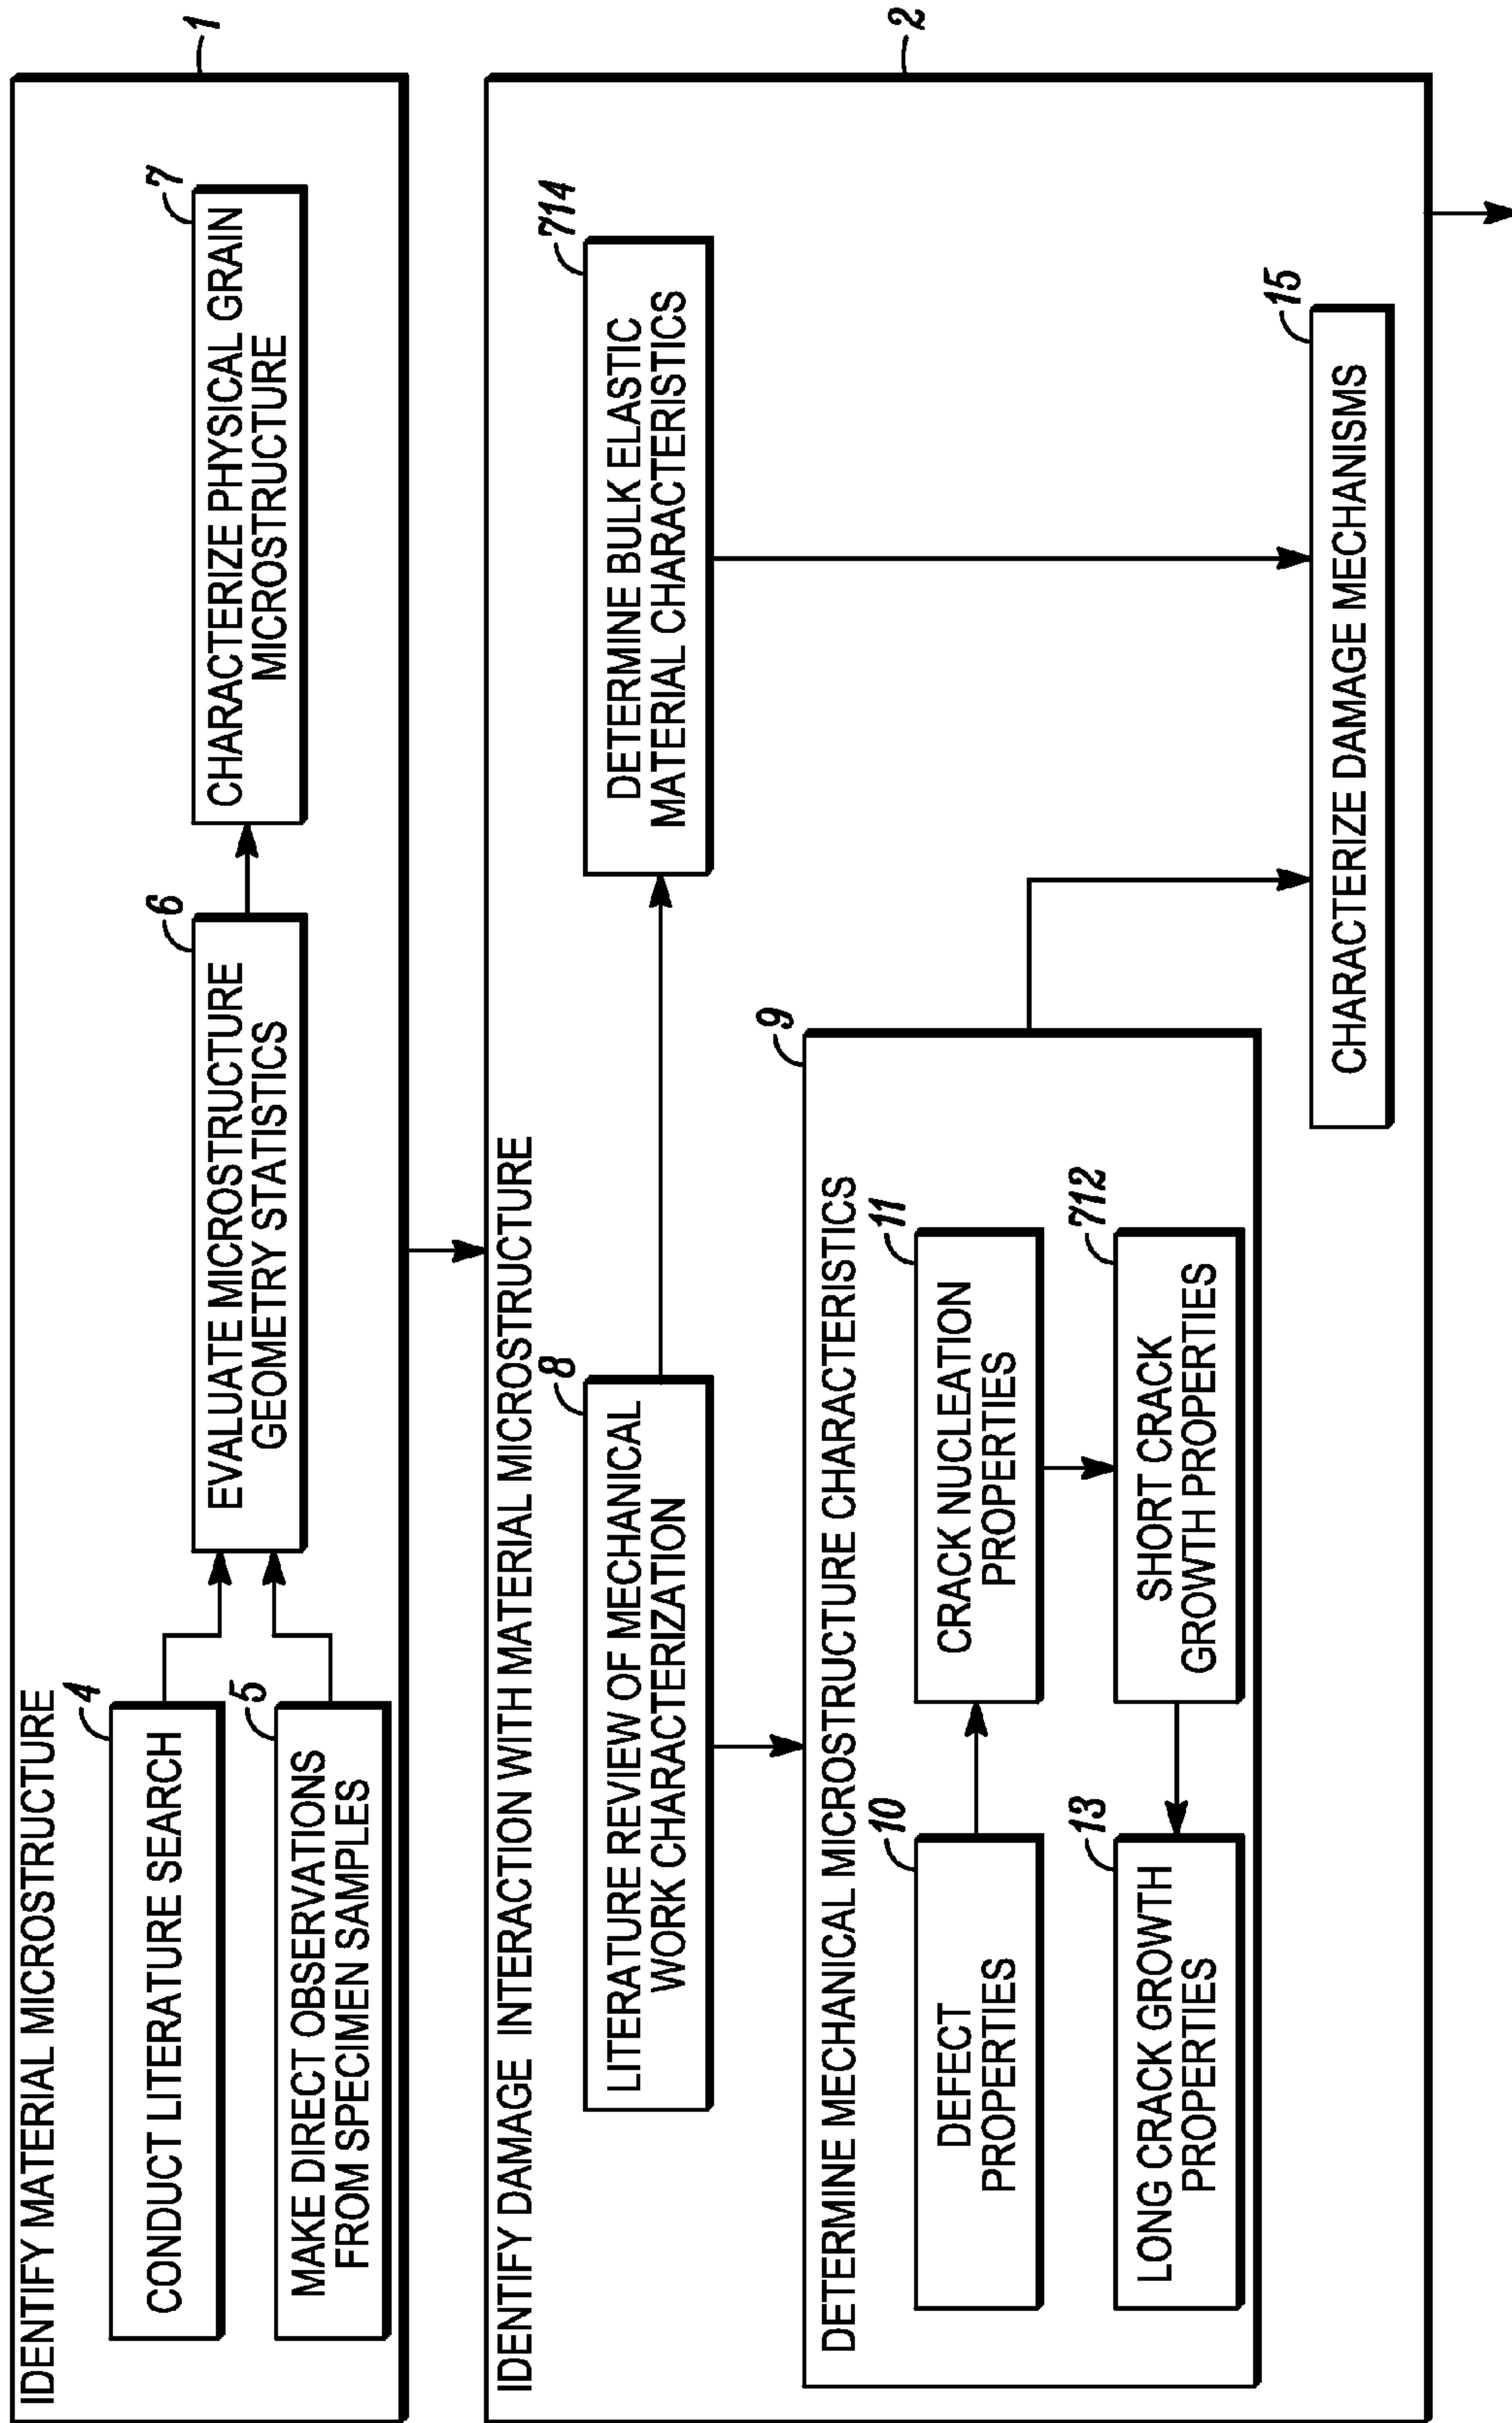 1
IDENTIFY MATERIAL MICROSTRUCTURE
4
CONDUCT LITERATURE SEARCH
5
MAKE DIRECT OBSERVATIONS
FROM SPECIMEN SAMPLES
6
EVALUATE MICROSTRUCTURE
GEOMETRY STATISTICS
7
CHARACTERIZE PHYSICAL GRAIN
MICROSTRUCTURE
2
IDENTIFY DAMAGE INTERACTION WITH MATERIAL MICROSTRUCTURE
8
LITERATURE REVIEW OF MECHANICAL
WORK CHARACTERIZATION
714
DETERMINE BULK ELASTIC
MATERIAL CHARACTERISTICS
9
DETERMINE MECHANICAL MICROSTRUCTURE CHARACTERISTICS
10
DEFECT
PROPERTIES
11
CRACK NUCLEATION
PROPERTIES
712
SHORT CRACK
GROWTH PROPERTIES
13
LONG CRACK GROWTH
PROPERTIES
15
CHARACTERIZE DAMAGE MECHANISMS